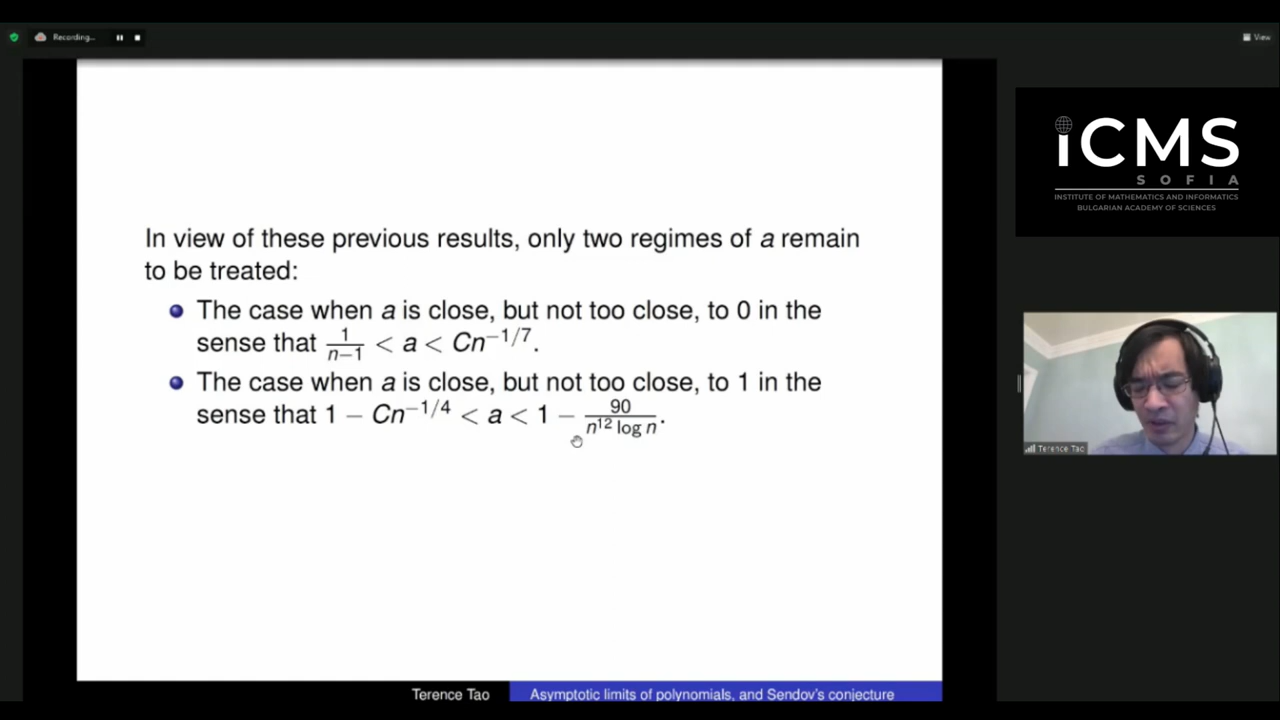 Recording...
View
In view of these previous results, only two regimes of a remain
to be treated:
The case when a is close, but not too close, to 0 in the
sense that 1/(n−1) < a < Cn^{−1/7}.
The case when a is close, but not too close, to 1 in the
sense that 1 − Cn^{−1/4} < a < 1 − 90/(n^{12} log n).
Terence Tao
Asymptotic limits of polynomials, and Sendov's conjecture
iCMS
SOFIA
INSTITUTE OF MATHEMATICS AND INFORMATICS
BULGARIAN ACADEMY OF SCIENCES
Terence Tao